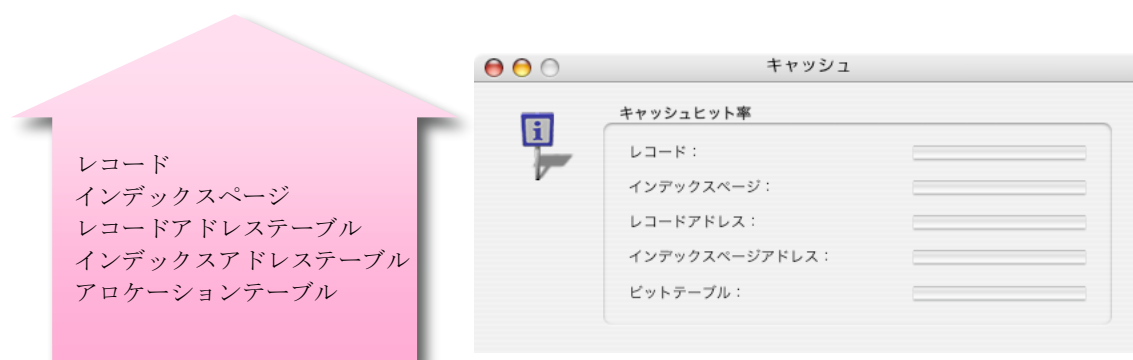 レコード
インデックスページ
レコードアドレステーブル
インデックスアドレステーブル
アロケーションテーブル
キャッシュ
キャッシュヒット率
レコード：
インデックスページ：
レコードアドレス：
インデックスページアドレス：
ビットテーブル：